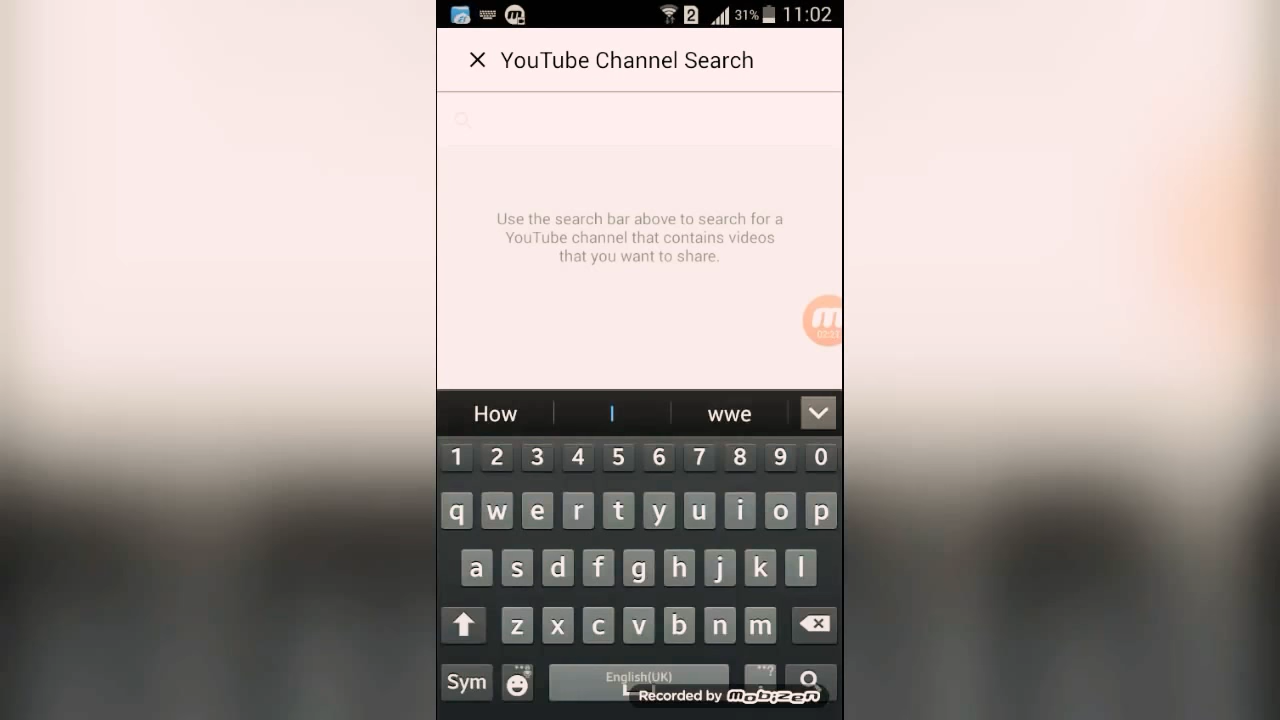 2 31% 11:02
YouTube Channel Search
Use the search bar above to search for a
YouTube channel that contains videos
that you want to share.
02:31
How I wwe
1 2 3 4 5 6 7 8 9 0
q w e r t y u i o p
a s d f g h j k l
z x c v b n m
Sym English(UK)
Recorded by mobizen